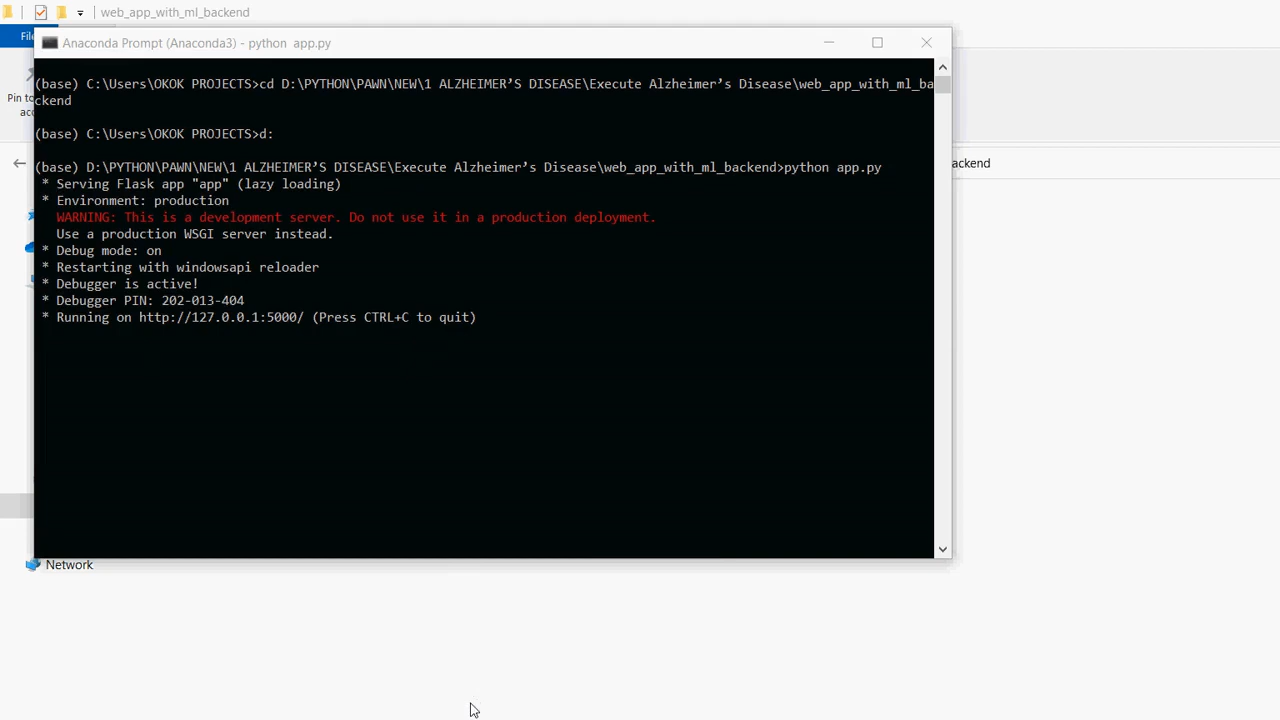 web_app_with_ml_backend
Fil
Anaconda Prompt (Anaconda3) - python  app.py
Pin to
acc
(base) C:\Users\OKOK PROJECTS>cd D:\PYTHON\PAWN\NEW\1 ALZHEIMER’S DISEASE\Execute Alzheimer’s Disease\web_app_with_ml_ba
ckend
(base) C:\Users\OKOK PROJECTS>d:
(base) D:\PYTHON\PAWN\NEW\1 ALZHEIMER’S DISEASE\Execute Alzheimer’s Disease\web_app_with_ml_backend>python app.py
* Serving Flask app "app" (lazy loading)
* Environment: production
WARNING: This is a development server. Do not use it in a production deployment.
Use a production WSGI server instead.
* Debug mode: on
* Restarting with windowsapi reloader
* Debugger is active!
* Debugger PIN: 202-013-404
* Running on http://127.0.0.1:5000/ (Press CTRL+C to quit)
ackend
Network